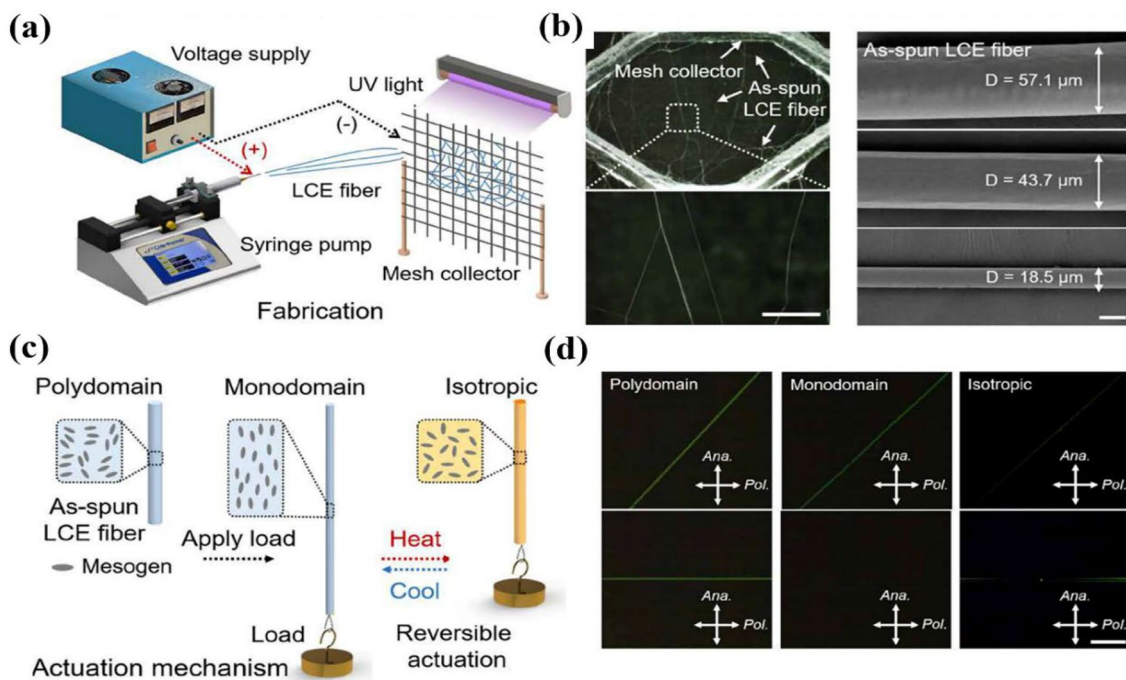 (a)
Voltage supply
UV light
(-)
(+)
LCE fiber
Syringe pump
Mesh collector
Fabrication
(b)
Mesh collector
As-spun
LCE fiber
As-spun LCE fiber
D = 57.1 μm
D = 43.7 μm
D = 18.5 μm
(c)
Polydomain
Monodomain
Isotropic
As-spun
LCE fiber
Mesogen
Apply load
Heat
Cool
Load
Reversible
actuation
Actuation mechanism
(d)
Polydomain
Monodomain
Isotropic
Ana.
Pol.
Ana.
Pol.
Ana.
Pol.
Ana.
Pol.
Ana.
Pol.
Ana.
Pol.